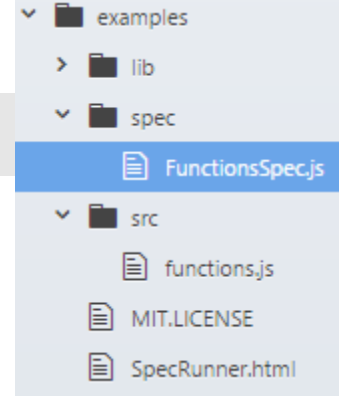 examples
lib
spec
FunctionsSpec.js
src
functions.js
MIT.LICENSE
SpecRunner.html